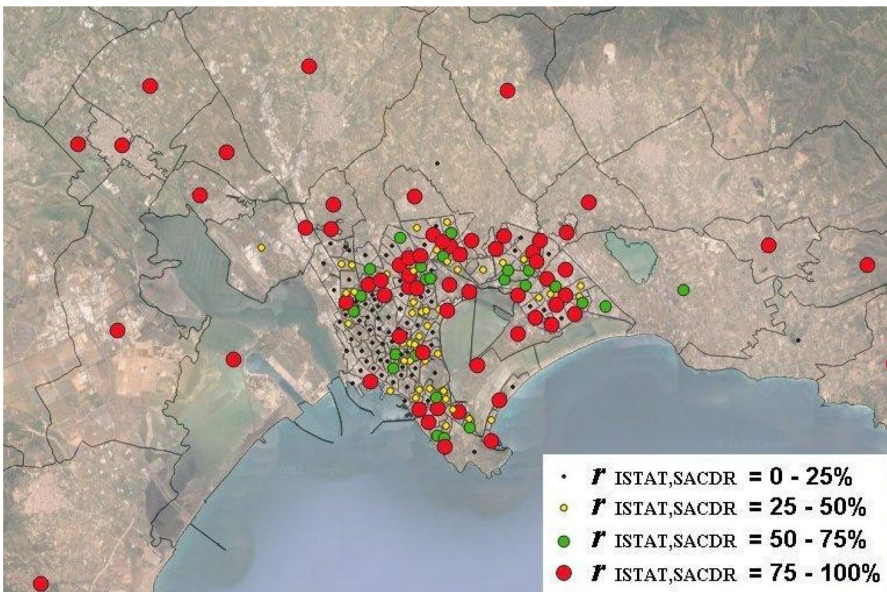 r ISTAT,SACDR = 0 - 25%
r ISTAT,SACDR = 25 - 50%
r ISTAT,SACDR = 50 - 75%
r ISTAT,SACDR = 75 - 100%